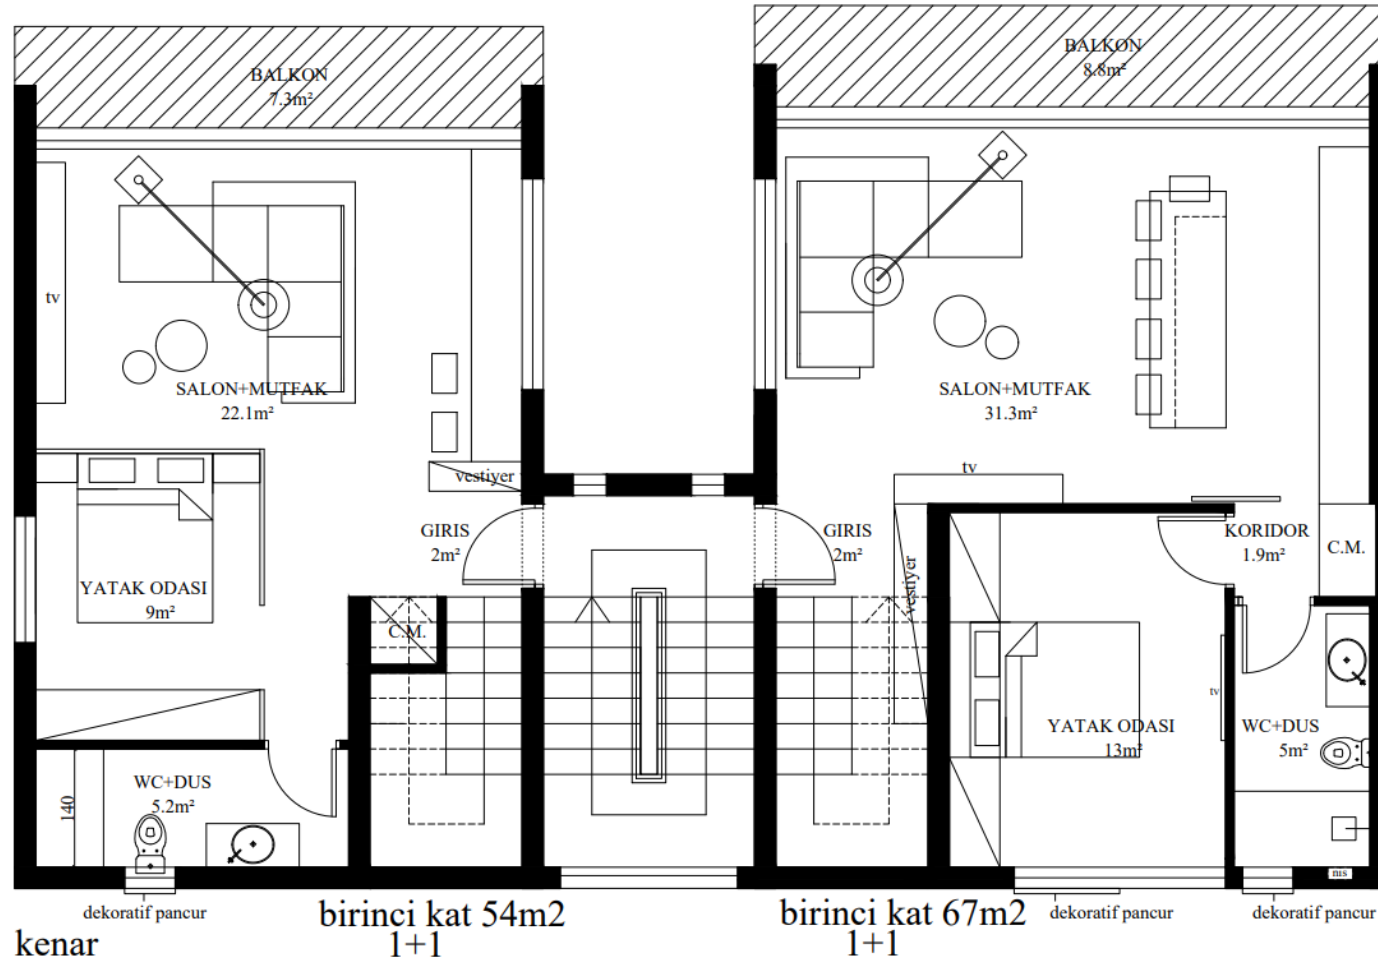 BALKON
7.3m²
BALKON
8.8m²
tv
SALON+MUTFAK
22.1m²
SALON+MUTFAK
31.3m²
vestiyer
tv
GIRIS
2m²
GIRIS
2m²
KORIDOR
1.9m²
C.M.
YATAK ODASI
9m²
vestiyer
C.M.
tv
YATAK ODASI
13m²
WC+DUS
5m²
WC+DUS
5.2m²
140
nis
dekoratif pancur
birinci kat 54m2
1+1
birinci kat 67m2
1+1
dekoratif pancur
dekoratif pancur
kenar